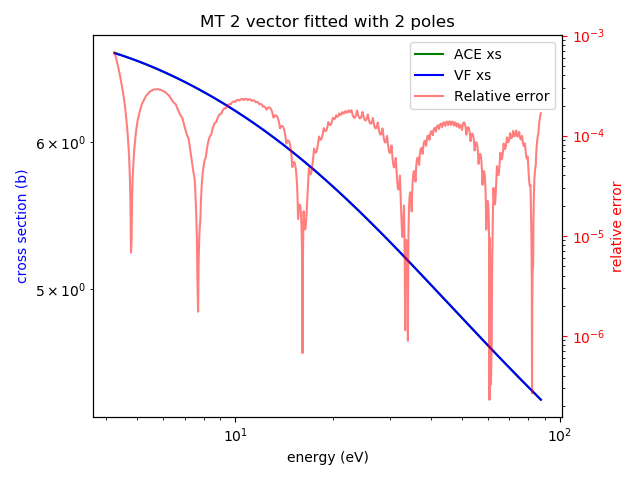 MT 2 vector fitted with 2 poles
ACE xs
VF xs
Relative error
cross section (b)
6 × 10⁰
5 × 10⁰
10⁻³
10⁻⁴
10⁻⁵
10⁻⁶
relative error
10¹
10²
energy (eV)